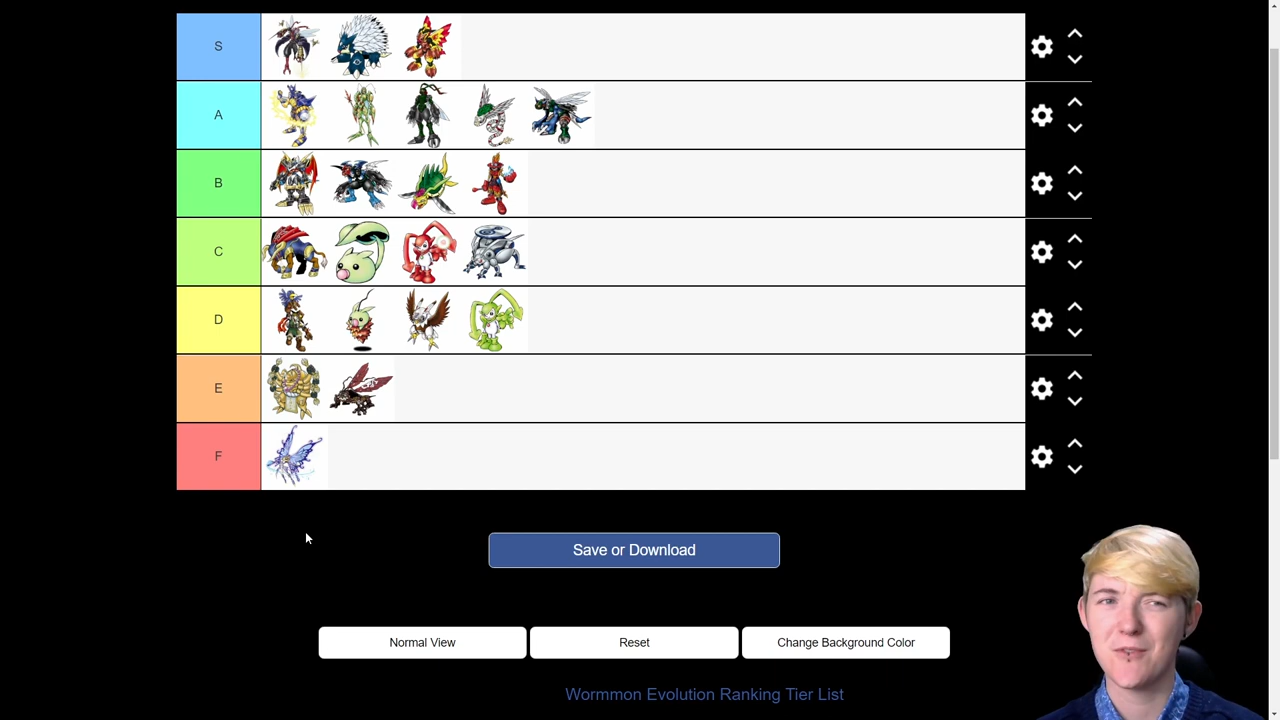 S
A
B
C
D
E
F
Save or Download
Normal View
Reset
Change Background Color
Wormmon Evolution Ranking Tier List